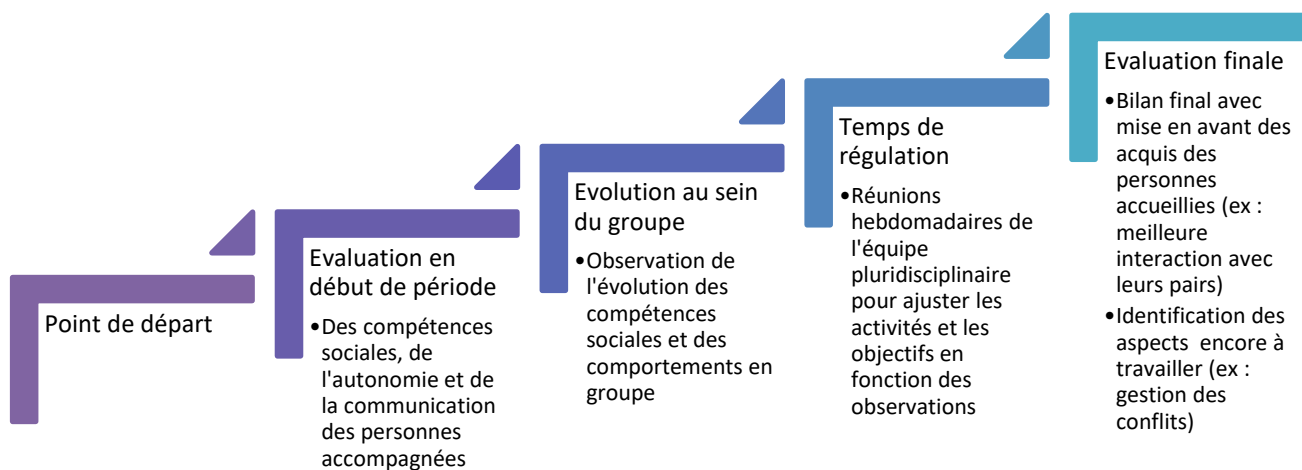 Point de départ
Evaluation en
début de période
•Des compétences
sociales, de
l'autonomie et de
la communication
des personnes
accompagnées
Evolution au sein
du groupe
•Observation de
l'évolution des
compétences
sociales et des
comportements en
groupe
Temps de
régulation
•Réunions
hebdomadaires de
l'équipe
pluridisciplinaire
pour ajuster les
activités et les
objectifs en
fonction des
observations
Evaluation finale
•Bilan final avec
mise en avant des
acquis des
personnes
accueillies (ex :
meilleure
interaction avec
leurs pairs)
•Identification des
aspects  encore à
travailler (ex :
gestion des
conflits)